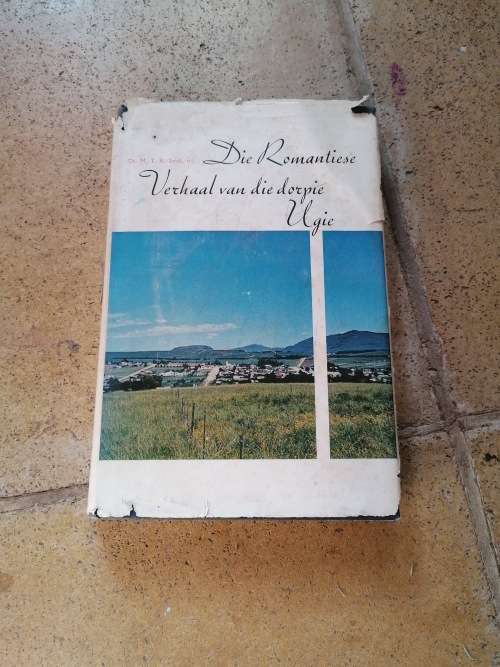 Die Romantiese
Verhaal van die dorpie
Ugie